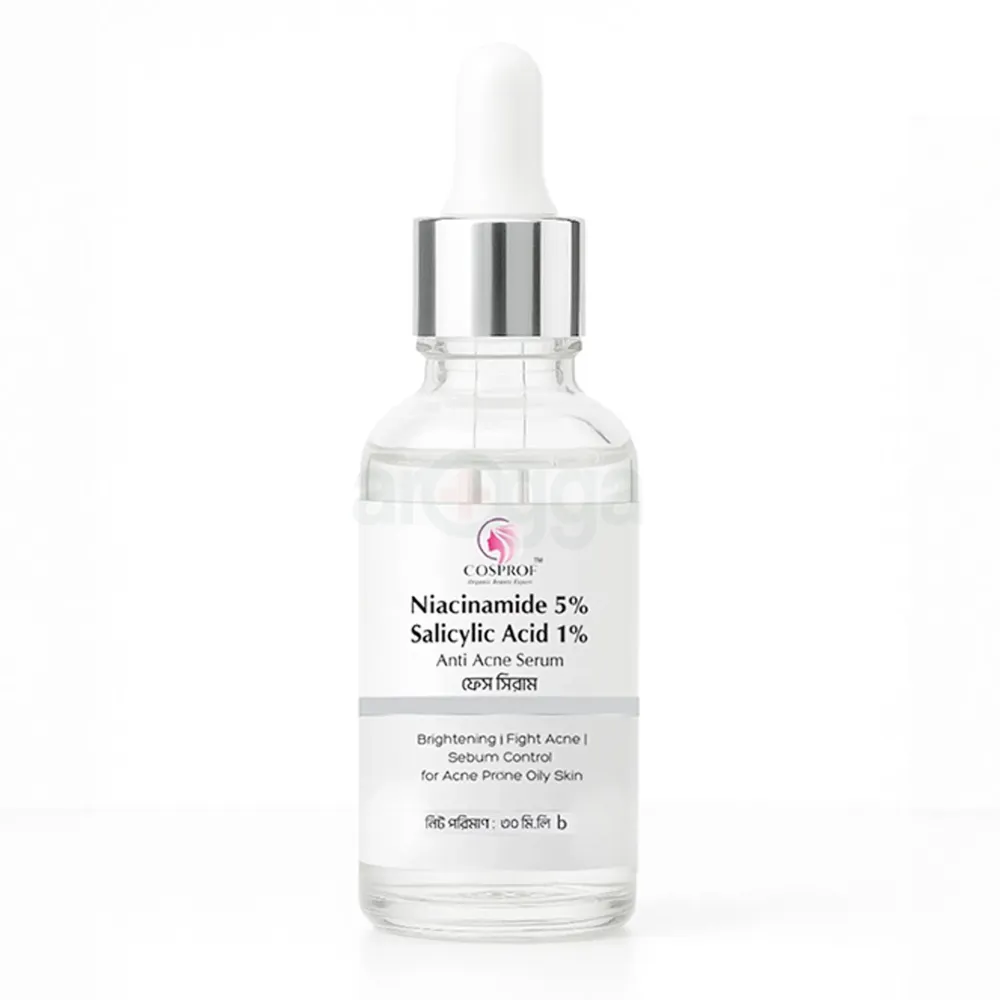 arogga
COSPROF™
Organic Beauty Expert
Niacinamide 5%
Salicylic Acid 1%
Anti Acne Serum
ফেস সিরাম
Brightening | Fight Acne |
Sebum Control
for Acne Prone Oily Skin
নিট পরিমাণ : ৩০ মি.লি b